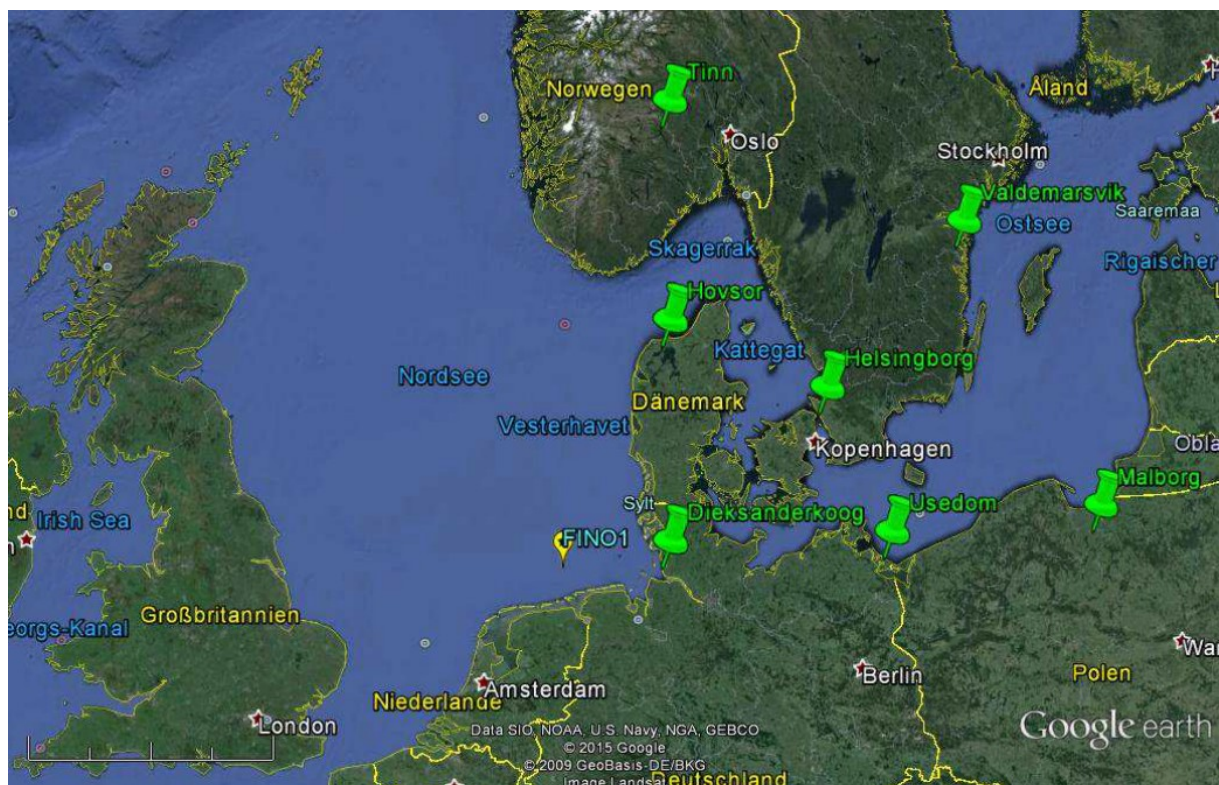 Tinn
Norwegen
Åland
Oslo
Stockholm
Valdemarsvik
Saaremaa
Ostsee
Skagerrak
Rigaischer
Hovsor
Kattegat
Helsingborg
Nordsee
Dänemark
Vesterhavet
Kopenhagen
Obla
Malborg
Sylt
Usedom
Dieksanderkoog
Irish Sea
FINO1
Großbritannien
eorgs-Kanal
War
Berlin
Polen
Amsterdam
Niederlande
London
Data SIO, NOAA, U.S. Navy, NGA, GEBCO
© 2015 Google
© 2009 GeoBasis-DE/BKG
Image Landsat
Deutschland
Google earth